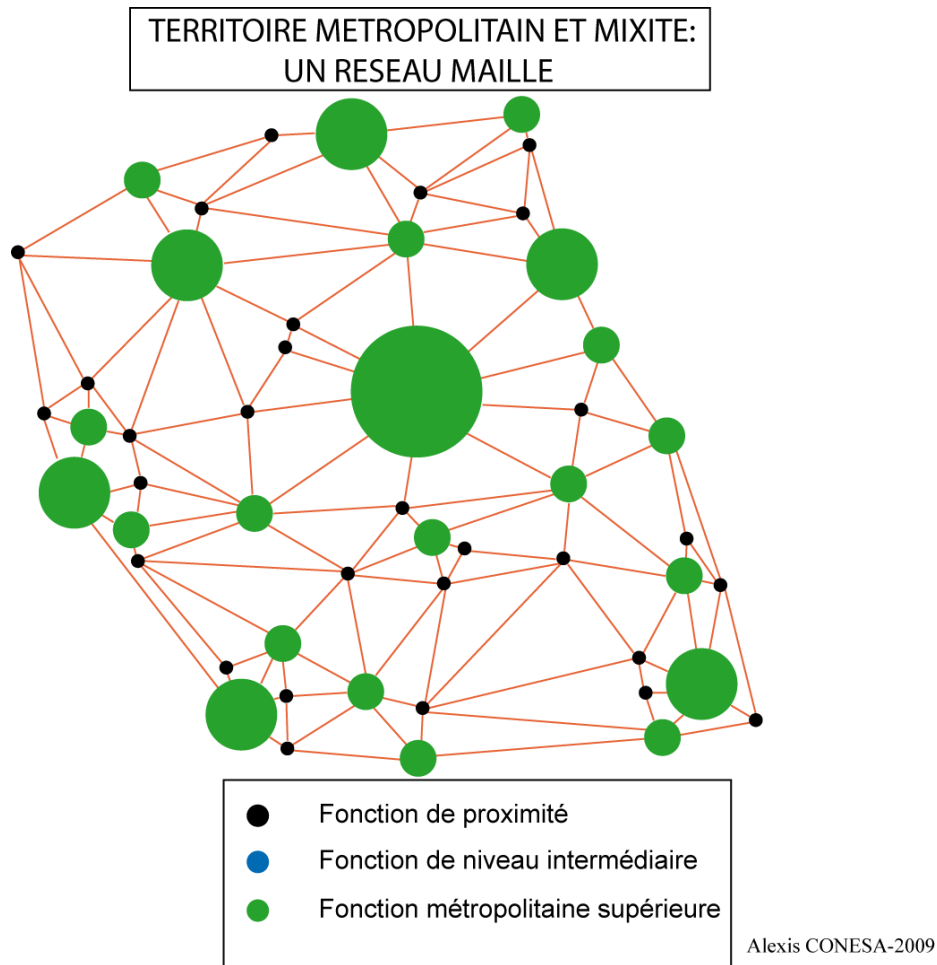 TERRITOIRE METROPOLITAIN ET MIXITE:
UN RESEAU MAILLE
Fonction de proximité
Fonction de niveau intermédiaire
Fonction métropolitaine supérieure
Alexis CONESA-2009